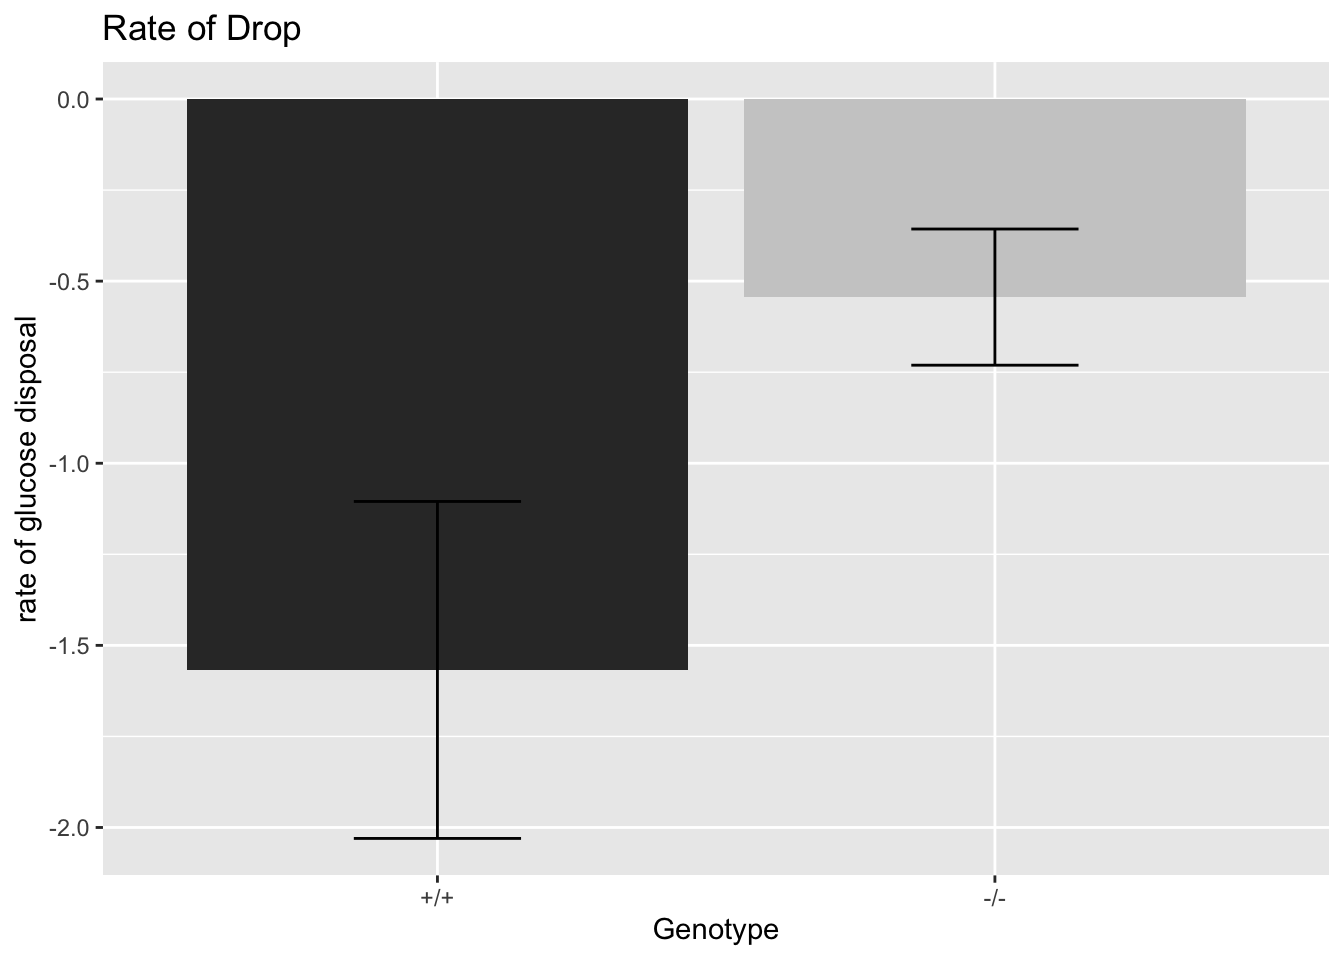 Rate of Drop
0.0
-0.5
-1.0
-1.5
-2.0
rate of glucose disposal
+/+
-/-
Genotype